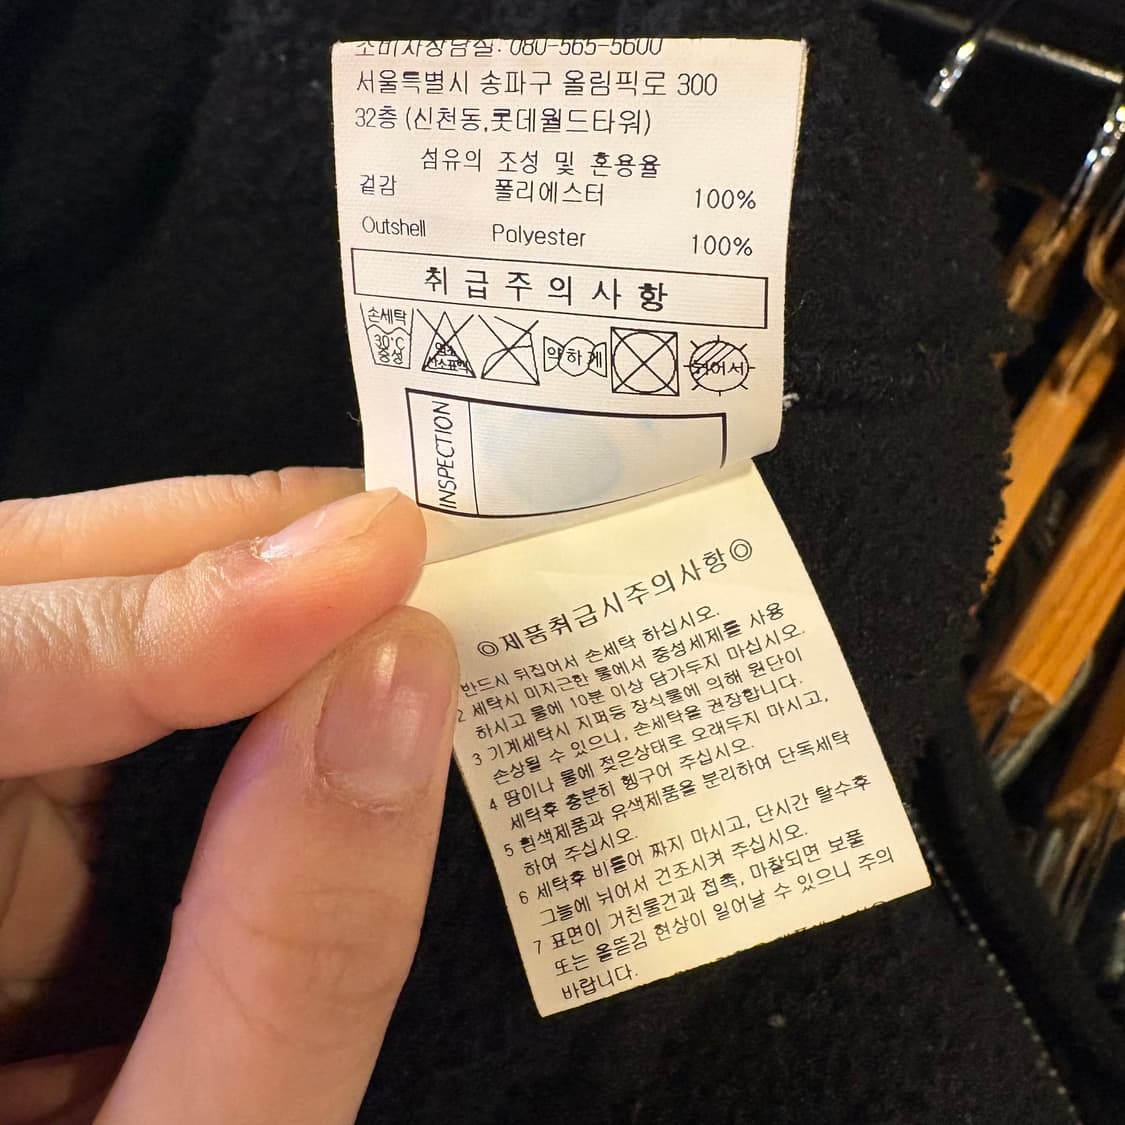 소비자상담실: 080-565-5600
서울특별시 송파구 올림픽로 300
32층 (신천동,롯데월드타워)
섬유의 조성 및 혼용율
겉감 폴리에스터 100%
Outshell Polyester 100%
취급주의사항
손세탁 30℃ 중성
염소 산소표백
약하게
뉘어서
INSPECTION
◎제품취급시주의사항◎
반드시 뒤집어서 손세탁 하십시오.
2 세탁시 미지근한 물에서 중성세제를 사용
하시고 물에 10분 이상 담가두지 마십시오.
3 기계세탁시 지퍼등 장식물에 의해 원단이
손상될 수 있으니, 손세탁을 권장합니다.
4 땀이나 물에 젖은상태로 오래두지 마시고,
세탁후 충분히 헹구어 주십시오.
5 흰색제품과 유색제품을 분리하여 단독세탁
하여 주십시오.
6 세탁후 비틀어 짜지 마시고, 단시간 탈수후
그늘에 뉘어서 건조시켜 주십시오.
7 표면이 거친물건과 접촉, 마찰되면 보풀
또는 올뜯김 현상이 일어날 수 있으니 주의
바랍니다.